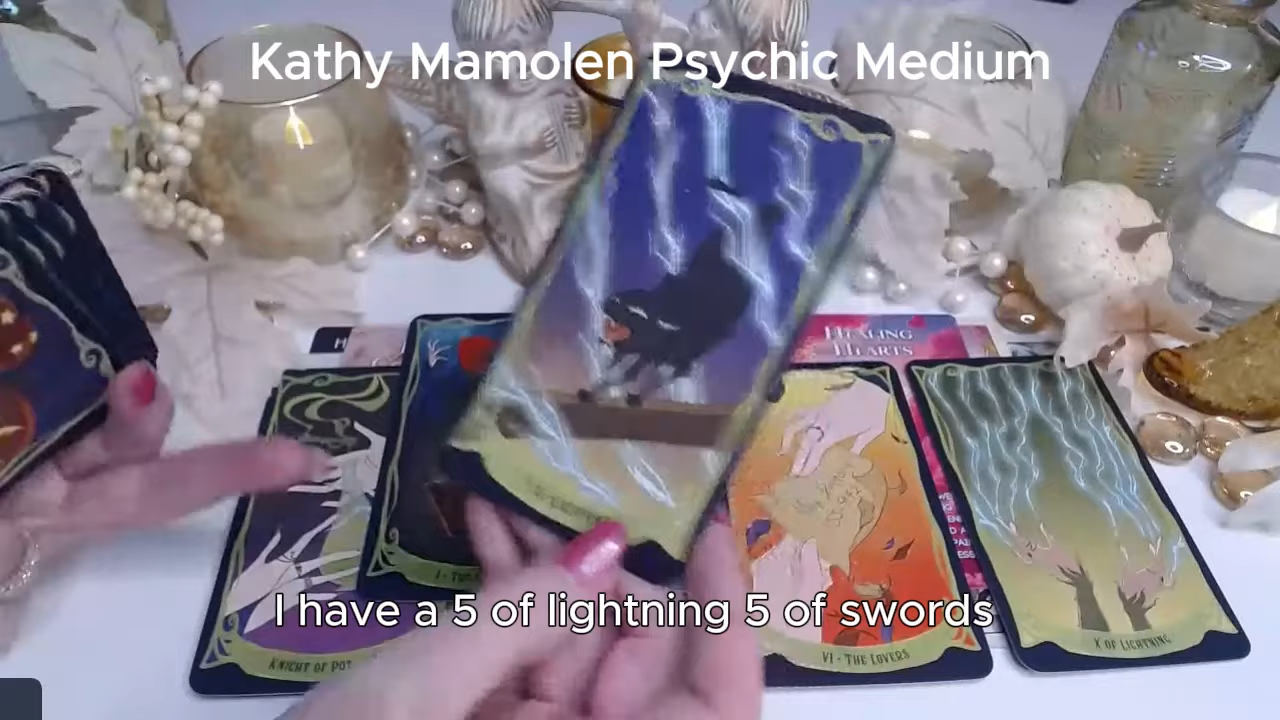 Kathy Mamolen Psychic Medium
HEALING
HEARTS
I have a 5 of lightning 5 of swords
KNIGHT OF POT
VI - THE LOVERS
X OF LIGHTNING